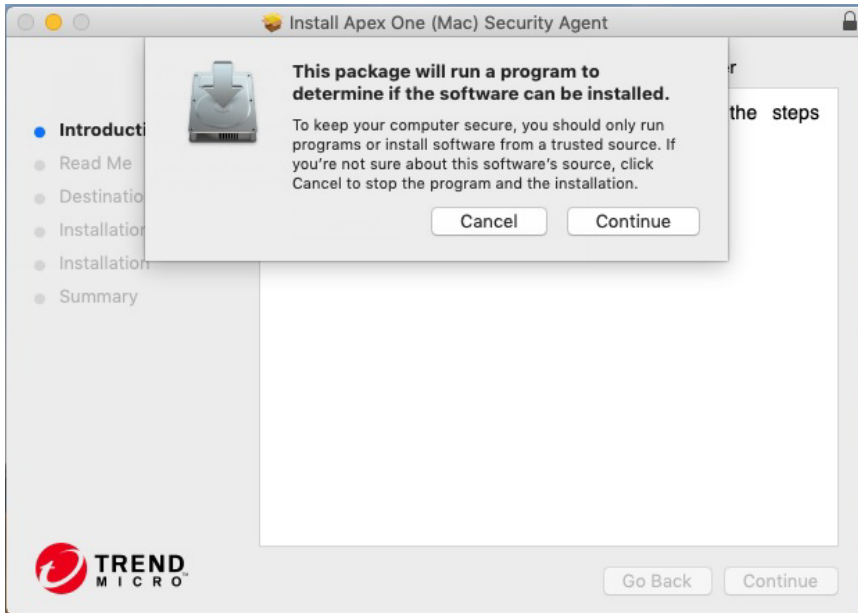 Install Apex One (Mac) Security Agent
This package will run a program to
determine if the software can be installed.
To keep your computer secure, you should only run
programs or install software from a trusted source. If
you're not sure about this software's source, click
Cancel to stop the program and the installation.
Cancel Continue
the steps
Introducti
Read Me
Destinatio
Installation
Installation
Summary
TREND
MICRO™
Go Back Continue